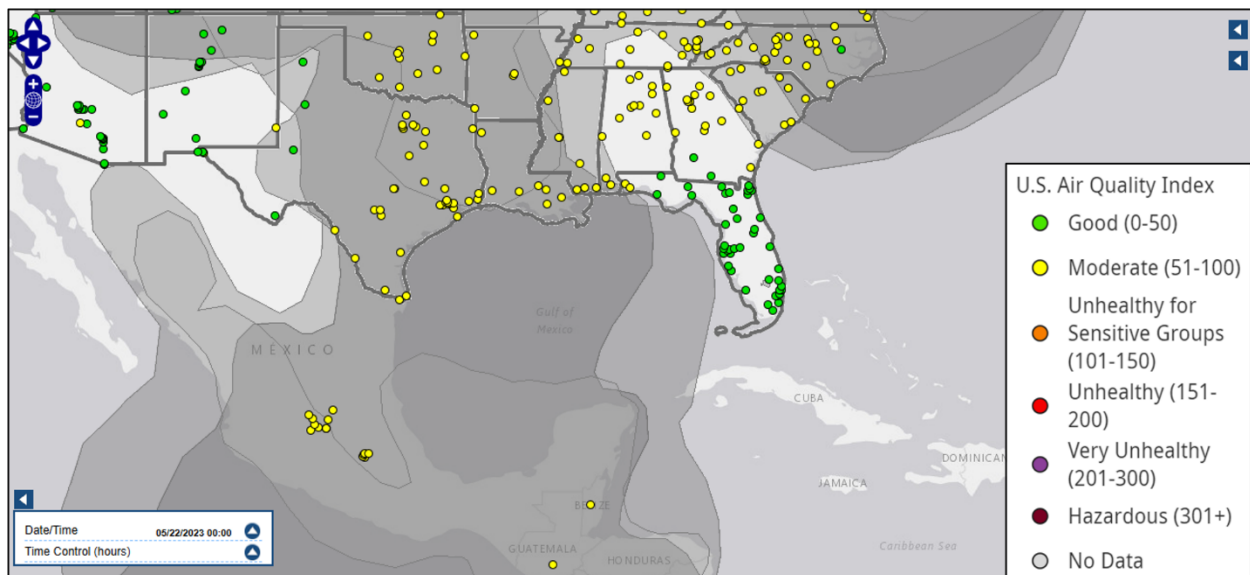 U.S. Air Quality Index
Good (0-50)
Moderate (51-100)
Unhealthy for
Sensitive Groups
(101-150)
Unhealthy (151-
200)
Very Unhealthy
(201-300)
Hazardous (301+)
No Data
Gulf of
Mexico
MÉXICO
CUBA
DOMINICAN
JAMAICA
BELIZE
GUATEMALA
HONDURAS
Caribbean Sea
Date/Time 05/22/2023 00:00
Time Control (hours)